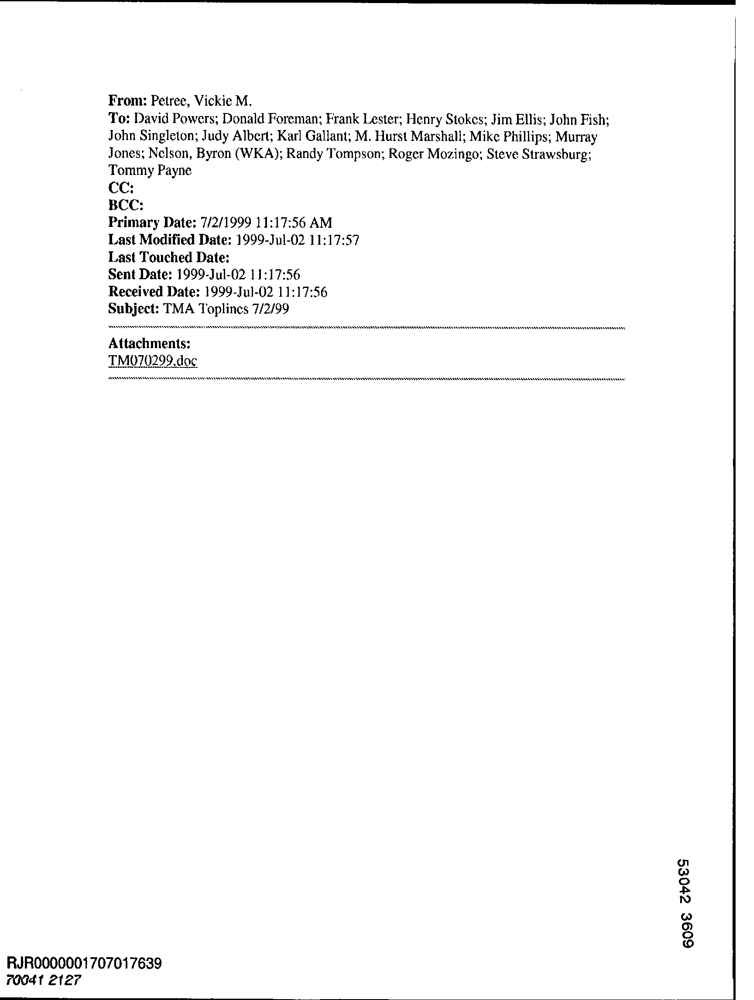 From: Petree, Vickie M.
To: David Powers; Donald Foreman; Frank Lester; Henry Stokes; Jim Ellis; John Fish;
John Singleton; Judy Albert; Karl Gallant; M. Hurst Marshall; Mike Phillips; Murray
Jones; Nelson, Byron (WKA); Randy Tompson; Roger Mozingo; Steve Strawsburg;
Tommy Payne
CC:
BCC:
Primary Date: 7/2/1999 11:17:56 AM
Last Modified Date: 1999-Jul-02 11:17:57
Last Touched Date:
Sent Date: 1999-Jul-02 11:17:56
Received Date: 1999-Jul-02 11:17:56
Subject: TMA Toplines 7/2/99
Attachments:
TM070299.doc
53042 3609
RJR0000001707017639
70041 2127